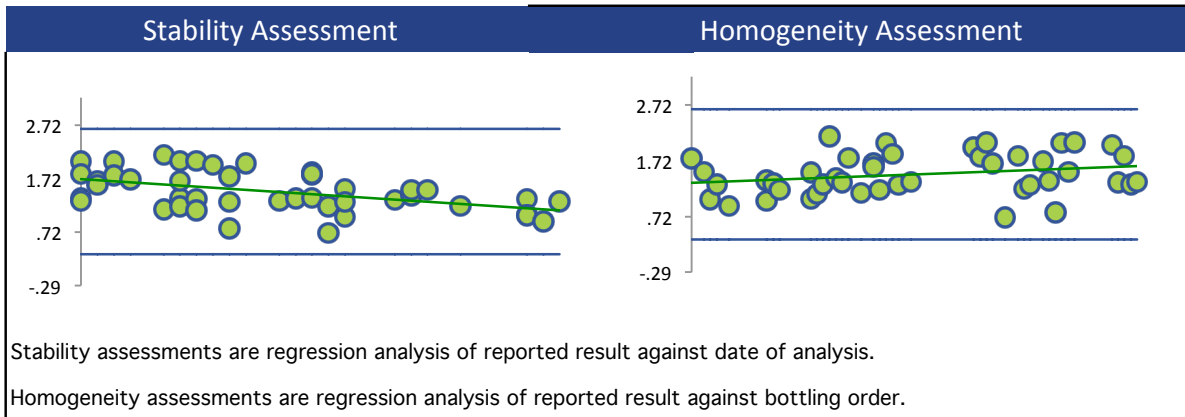 Stability Assessment
Homogeneity Assessment
2.72
1.72
.72
-.29
2.72
1.72
.72
-.29
Stability assessments are regression analysis of reported result against date of analysis.
Homogeneity assessments are regression analysis of reported result against bottling order.